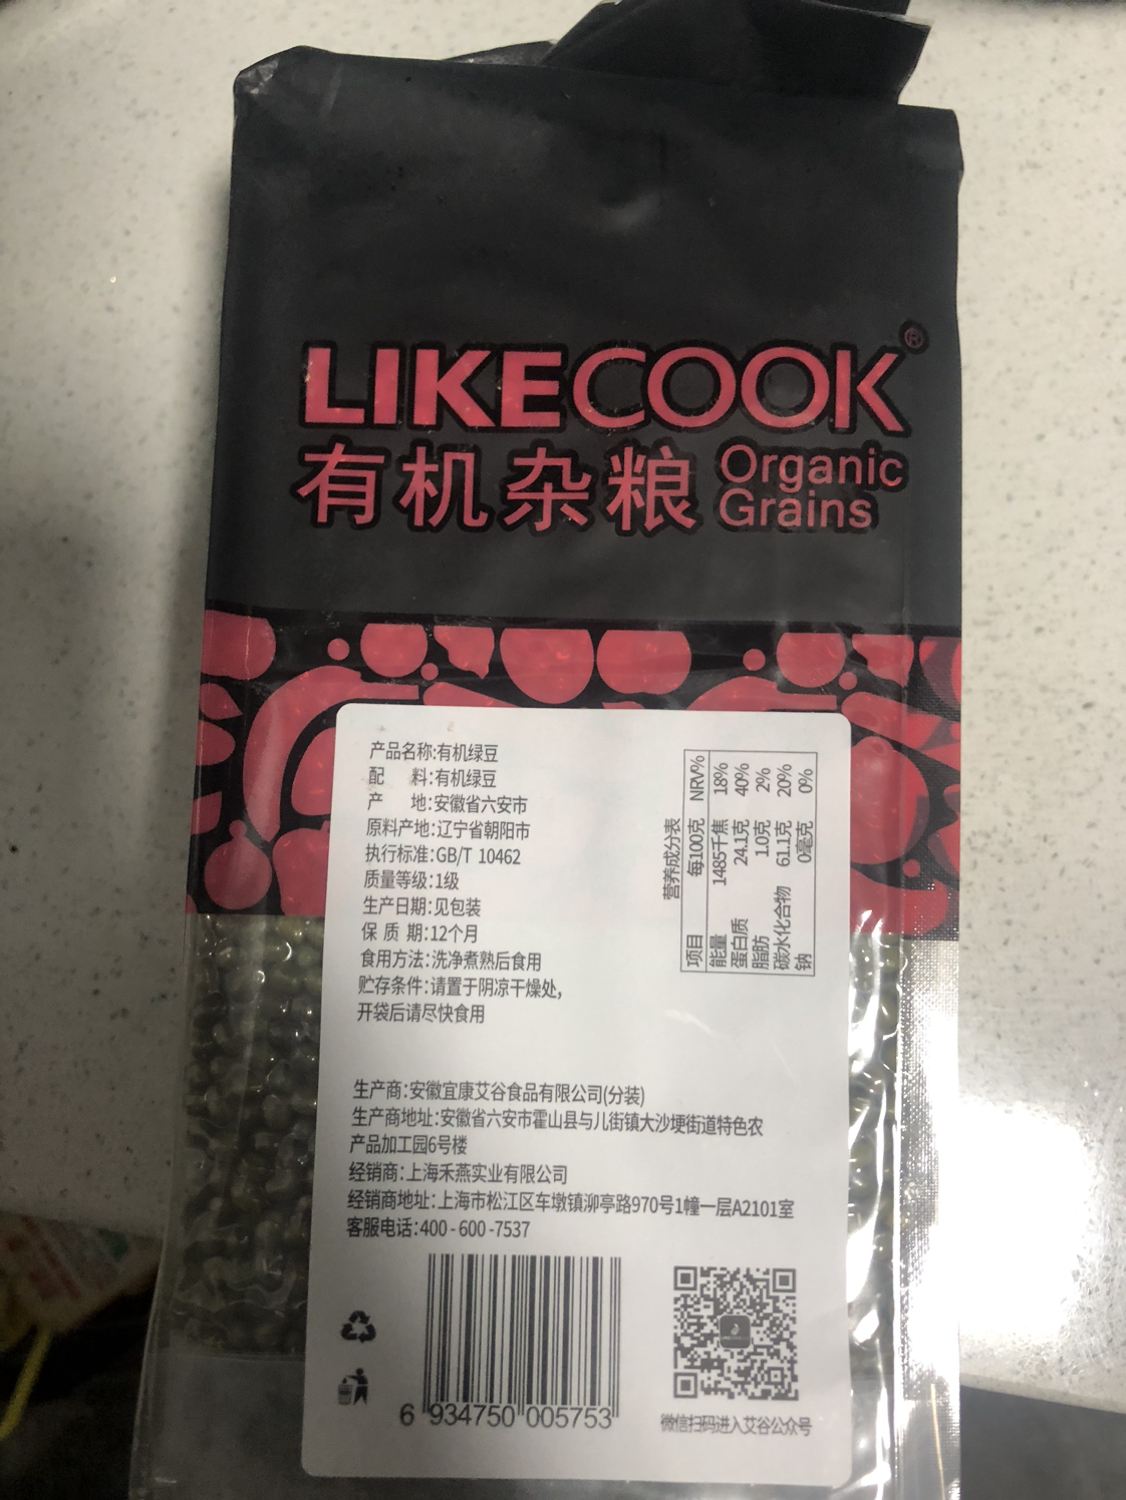 LIKECOOK®
有机杂粮 Organic Grains
产品名称:有机绿豆
配 料:有机绿豆
产 地:安徽省六安市
原料产地:辽宁省朝阳市
执行标准:GB/T 10462
质量等级:1级
生产日期:见包装
保 质 期:12个月
食用方法:洗净煮熟后食用
贮存条件:请置于阴凉干燥处,
开袋后请尽快食用
营养成分表
项目 每100克 NRV%
能量 1485千焦 18%
蛋白质 24.1克 40%
脂肪 1.0克 2%
碳水化合物 61.1克 20%
钠 0毫克 0%
生产商:安徽宜康艾谷食品有限公司(分装)
生产商地址:安徽省六安市霍山县与儿街镇大沙埂街道特色农
产品加工园6号楼
经销商:上海禾燕实业有限公司
经销商地址:上海市松江区车墩镇泖亭路970号1幢一层A2101室
客服电话:400-600-7537
6 934750 005753
微信扫码进入艾谷公众号